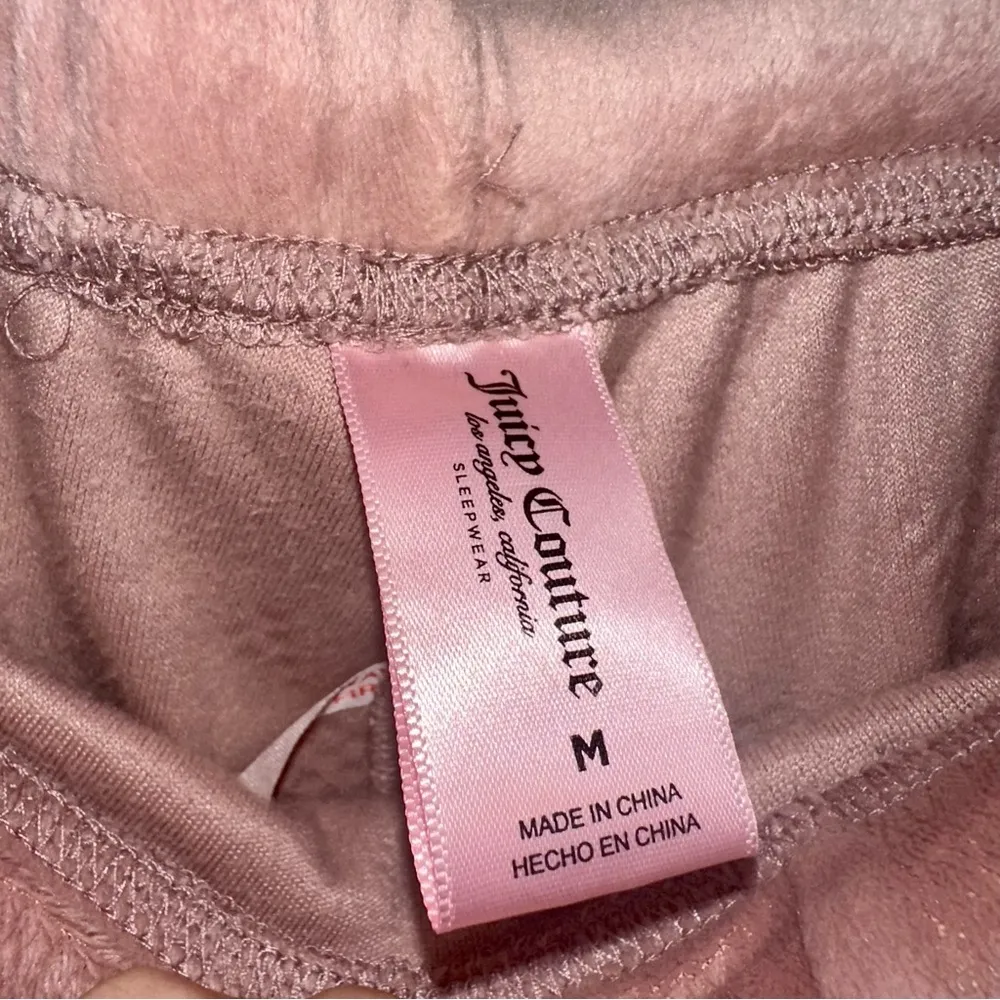 Juicy Couture
los angeles, california
SLEEPWEAR
M
MADE IN CHINA
HECHO EN CHINA